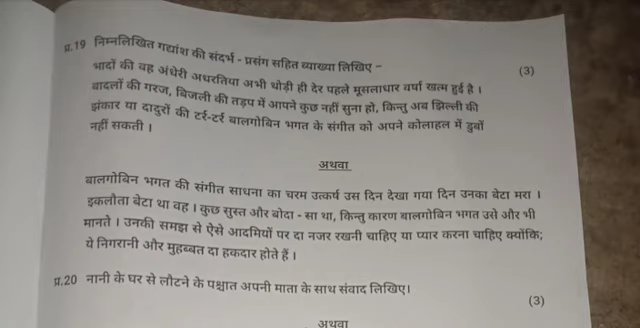 प्र.19 निम्नलिखित गद्यांश की संदर्भ - प्रसंग सहित व्याख्या लिखिए –
(3)
भादों की वह अंधेरी अधरतिया अभी थोड़ी ही देर पहले मूसलाधार वर्षा खत्म हुई है ।
बादलों की गरज, बिजली की तड़प में आपने कुछ नहीं सुना हो, किन्तु अब झिल्ली की
झंकार या दादुरों की टर्र-टर्र बालगोबिन भगत के संगीत को अपने कोलाहल में डुबों
नहीं सकती ।
अथवा
बालगोबिन भगत की संगीत साधना का चरम उत्कर्ष उस दिन देखा गया दिन उनका बेटा मरा ।
इकलौता बेटा था वह । कुछ सुस्त और बोदा - सा था, किन्तु कारण बालगोबिन भगत उसे और भी
मानते । उनकी समझ से ऐसे आदमियों पर दा नजर रखनी चाहिए या प्यार करना चाहिए क्योंकि;
ये निगरानी और मुहब्बत दा हकदार होते हैं ।
प्र.20 नानी के घर से लौटने के पश्चात अपनी माता के साथ संवाद लिखिए।
(3)
अथवा